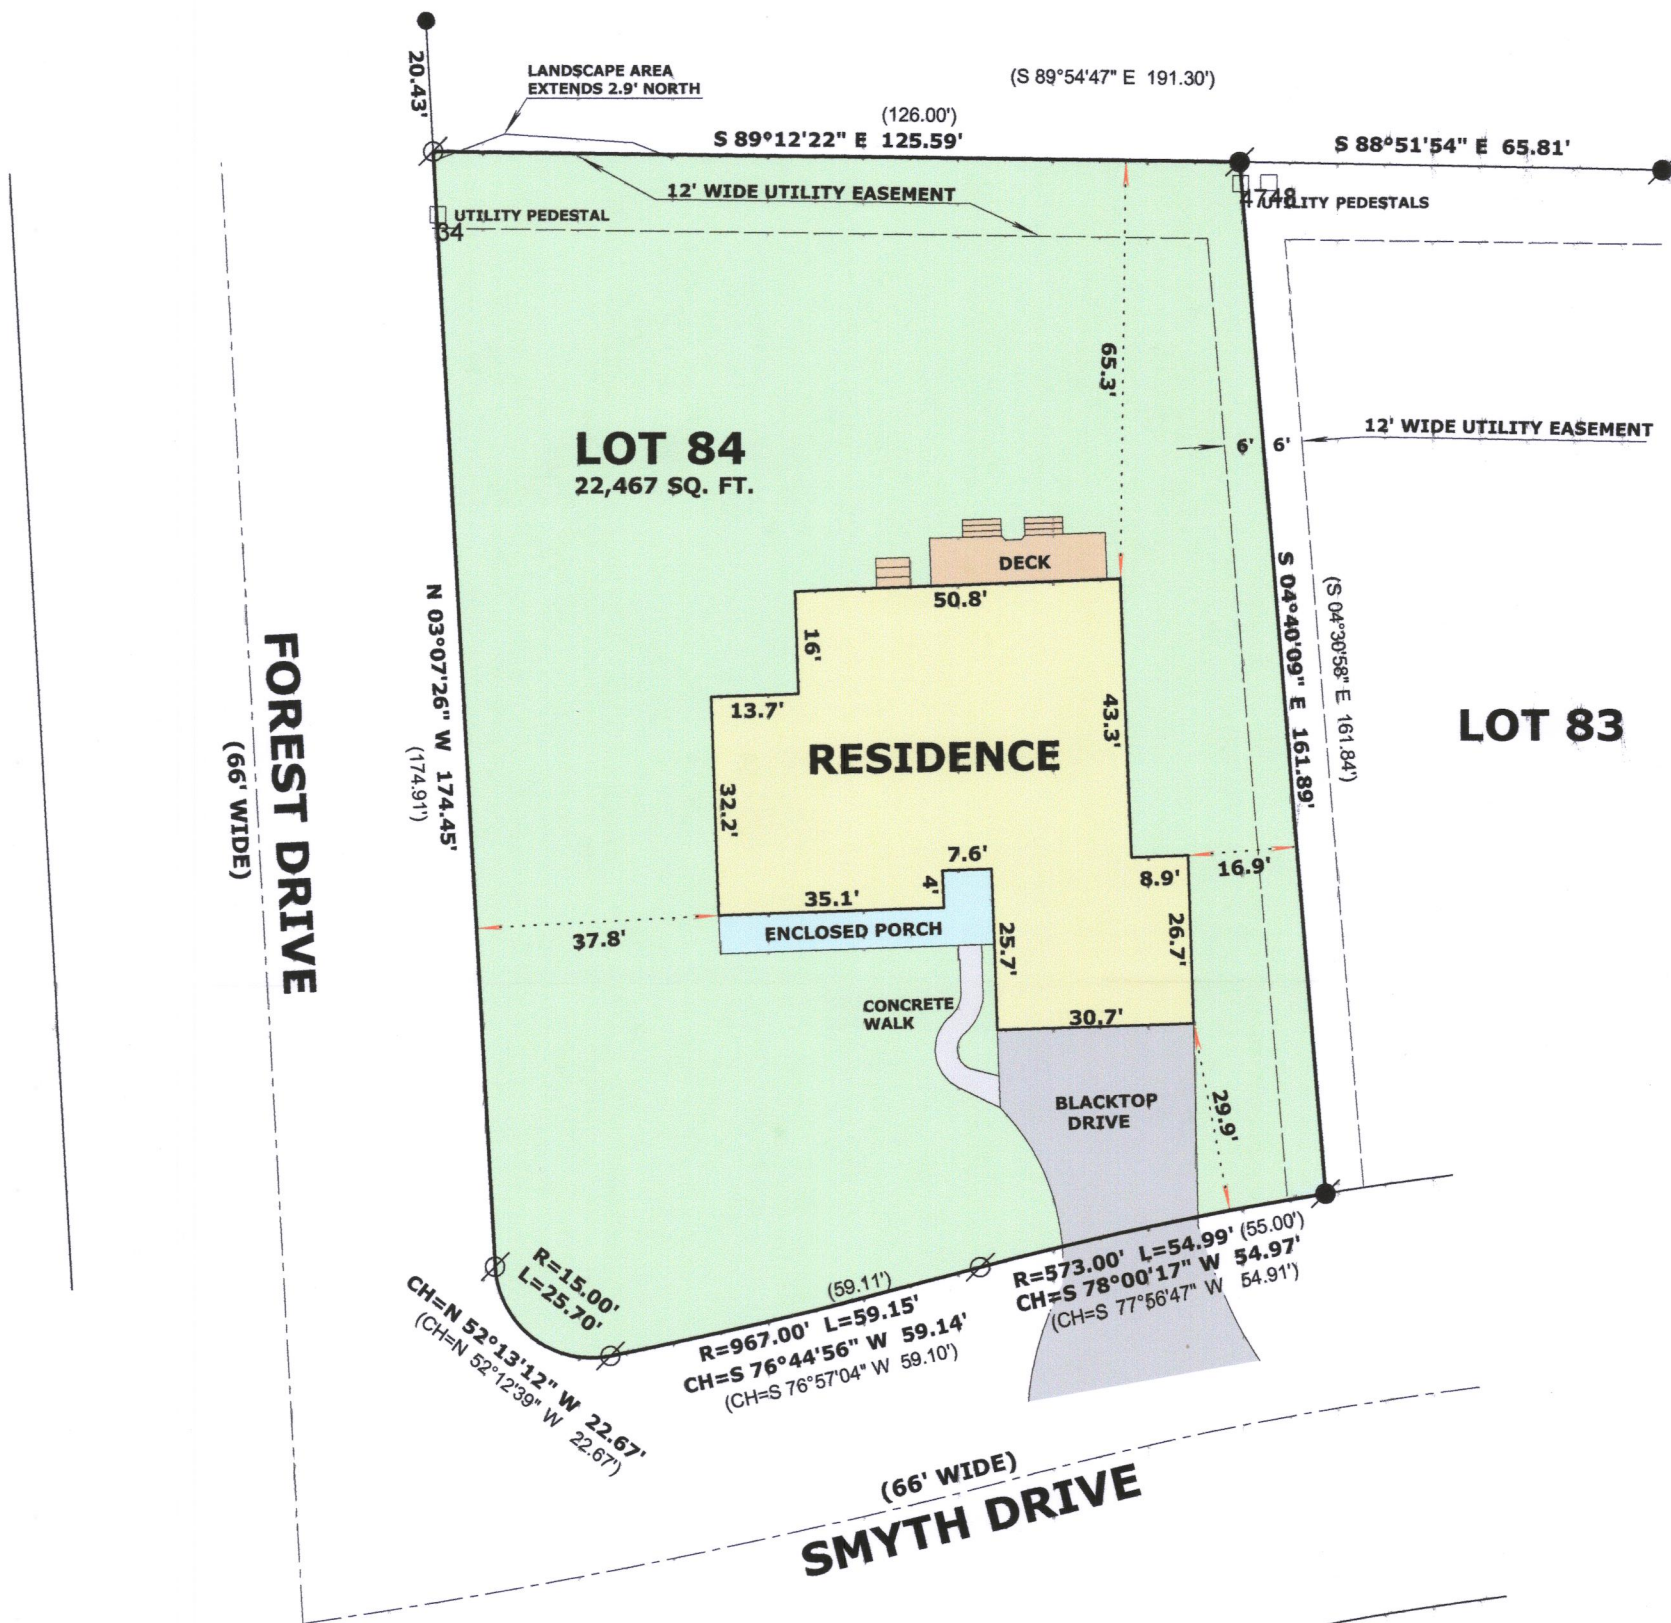 20.43'
LANDSCAPE AREA
EXTENDS 2.9' NORTH
(S 89°54'47" E 191.30')
(126.00')
S 89°12'22" E 125.59'
S 88°51'54" E 65.81'
12' WIDE UTILITY EASEMENT
UTILITY PEDESTAL
34
4748
UTILITY PEDESTALS
65.3'
LOT 84
22,467 SQ. FT.
6' 6'
12' WIDE UTILITY EASEMENT
DECK
50.8'
16'
13.7'
43.3'
RESIDENCE
32.2'
7.6'
4'
35.1'
8.9'
16.9'
ENCLOSED PORCH
37.8'
25.7'
26.7'
CONCRETE
WALK
30.7'
BLACKTOP
DRIVE
29.9'
N 03°07'26" W 174.45'
(174.91')
FOREST DRIVE
(66' WIDE)
S 04°40'09" E 161.89'
(S 04°30'58" E 161.84')
LOT 83
R=15.00'
L=25.70'
CH=N 52°13'12" W 22.67'
(CH=N 52°12'39" W 22.67')
(59.11')
R=967.00' L=59.15'
CH=S 76°44'56" W 59.14'
(CH=S 76°57'04" W 59.10')
R=573.00' L=54.99' (55.00')
CH=S 78°00'17" W 54.97'
(CH=S 77°56'47" W 54.91')
(66' WIDE)
SMYTH DRIVE